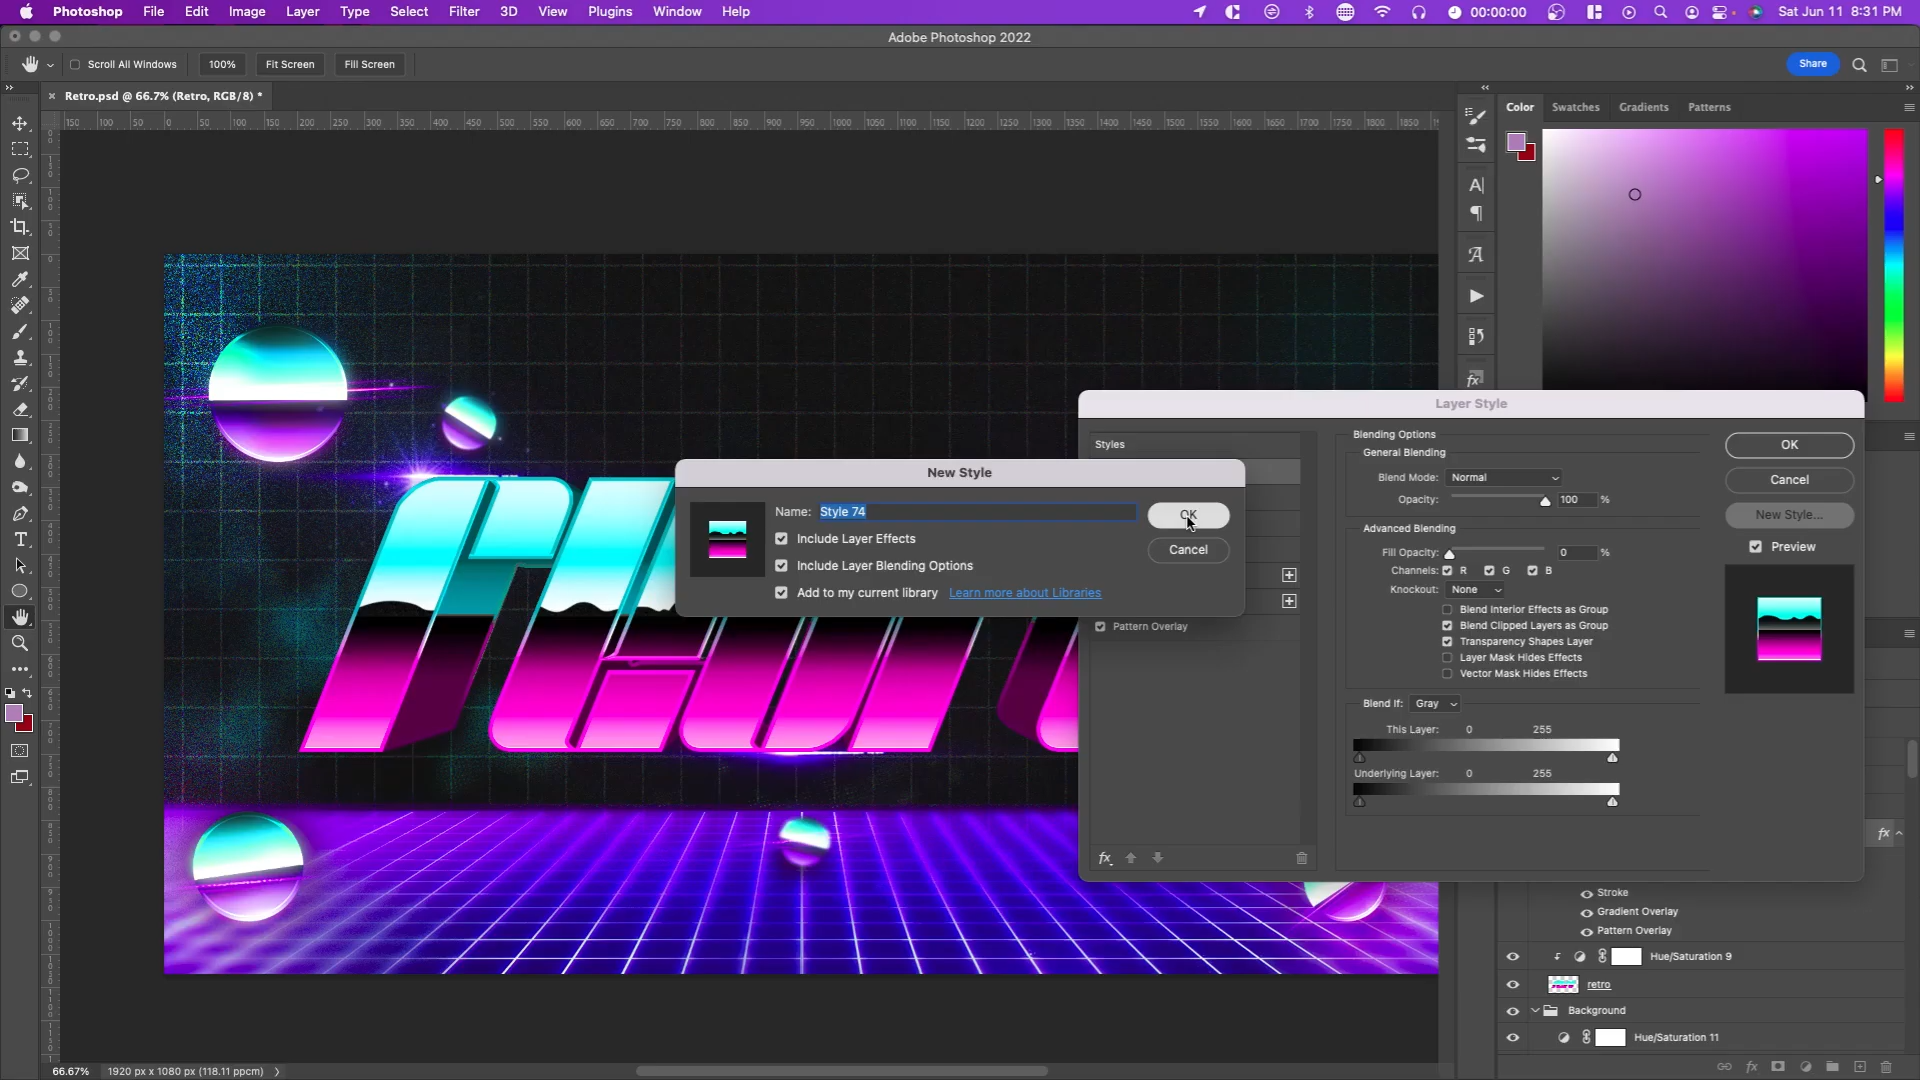 Photoshop File Edit Image Layer Type Select Filter 3D View Plugins Window Help 00:00:00 Sat Jun 11 8:31 PM
Adobe Photoshop 2022
Scroll All Windows 100% Fit Screen Fill Screen Share
Retro.psd @ 66.7% (Retro, RGB/8) *
Color Swatches Gradients Patterns
Layer Style
Styles
Blending Options
General Blending
Blend Mode: Normal
Opacity: 100 %
Advanced Blending
Fill Opacity: 0 %
Channels: R G B
Knockout: None
Blend Interior Effects as Group
Blend Clipped Layers as Group
Transparency Shapes Layer
Layer Mask Hides Effects
Vector Mask Hides Effects
Blend If: Gray
This Layer: 0 255
Underlying Layer: 0 255
OK
Cancel
New Style...
Preview
Pattern Overlay
fx
New Style
Name: Style 74
Include Layer Effects
Include Layer Blending Options
Add to my current library Learn more about Libraries
OK
Cancel
fx
Stroke
Gradient Overlay
Pattern Overlay
Hue/Saturation 9
retro
Background
Hue/Saturation 11
66.67% 1920 px x 1080 px (118.11 ppcm)